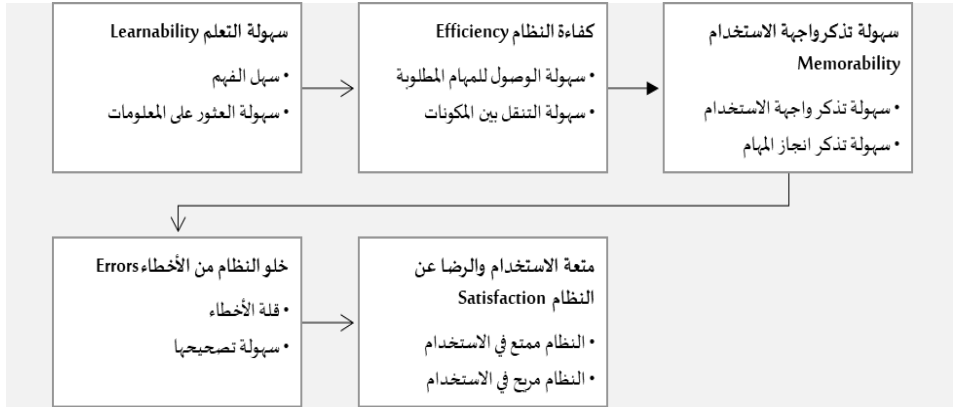 سهولة التعلم Learnability
• سهل الفهم
• سهولة العثور على المعلومات
كفاءة النظام Efficiency
• سهولة الوصول للمهام المطلوبة
• سهولة التنقل بين المكونات
سهولة تذكر واجهة الاستخدام
Memorability
• سهولة تذكر واجهة الاستخدام
• سهولة تذكر انجاز المهام
خلو النظام من الأخطاء Errors
• قلة الأخطاء
• سهولة تصحيحها
متعة الاستخدام والرضا عن
النظام Satisfaction
• النظام ممتع في الاستخدام
• النظام مريح في الاستخدام